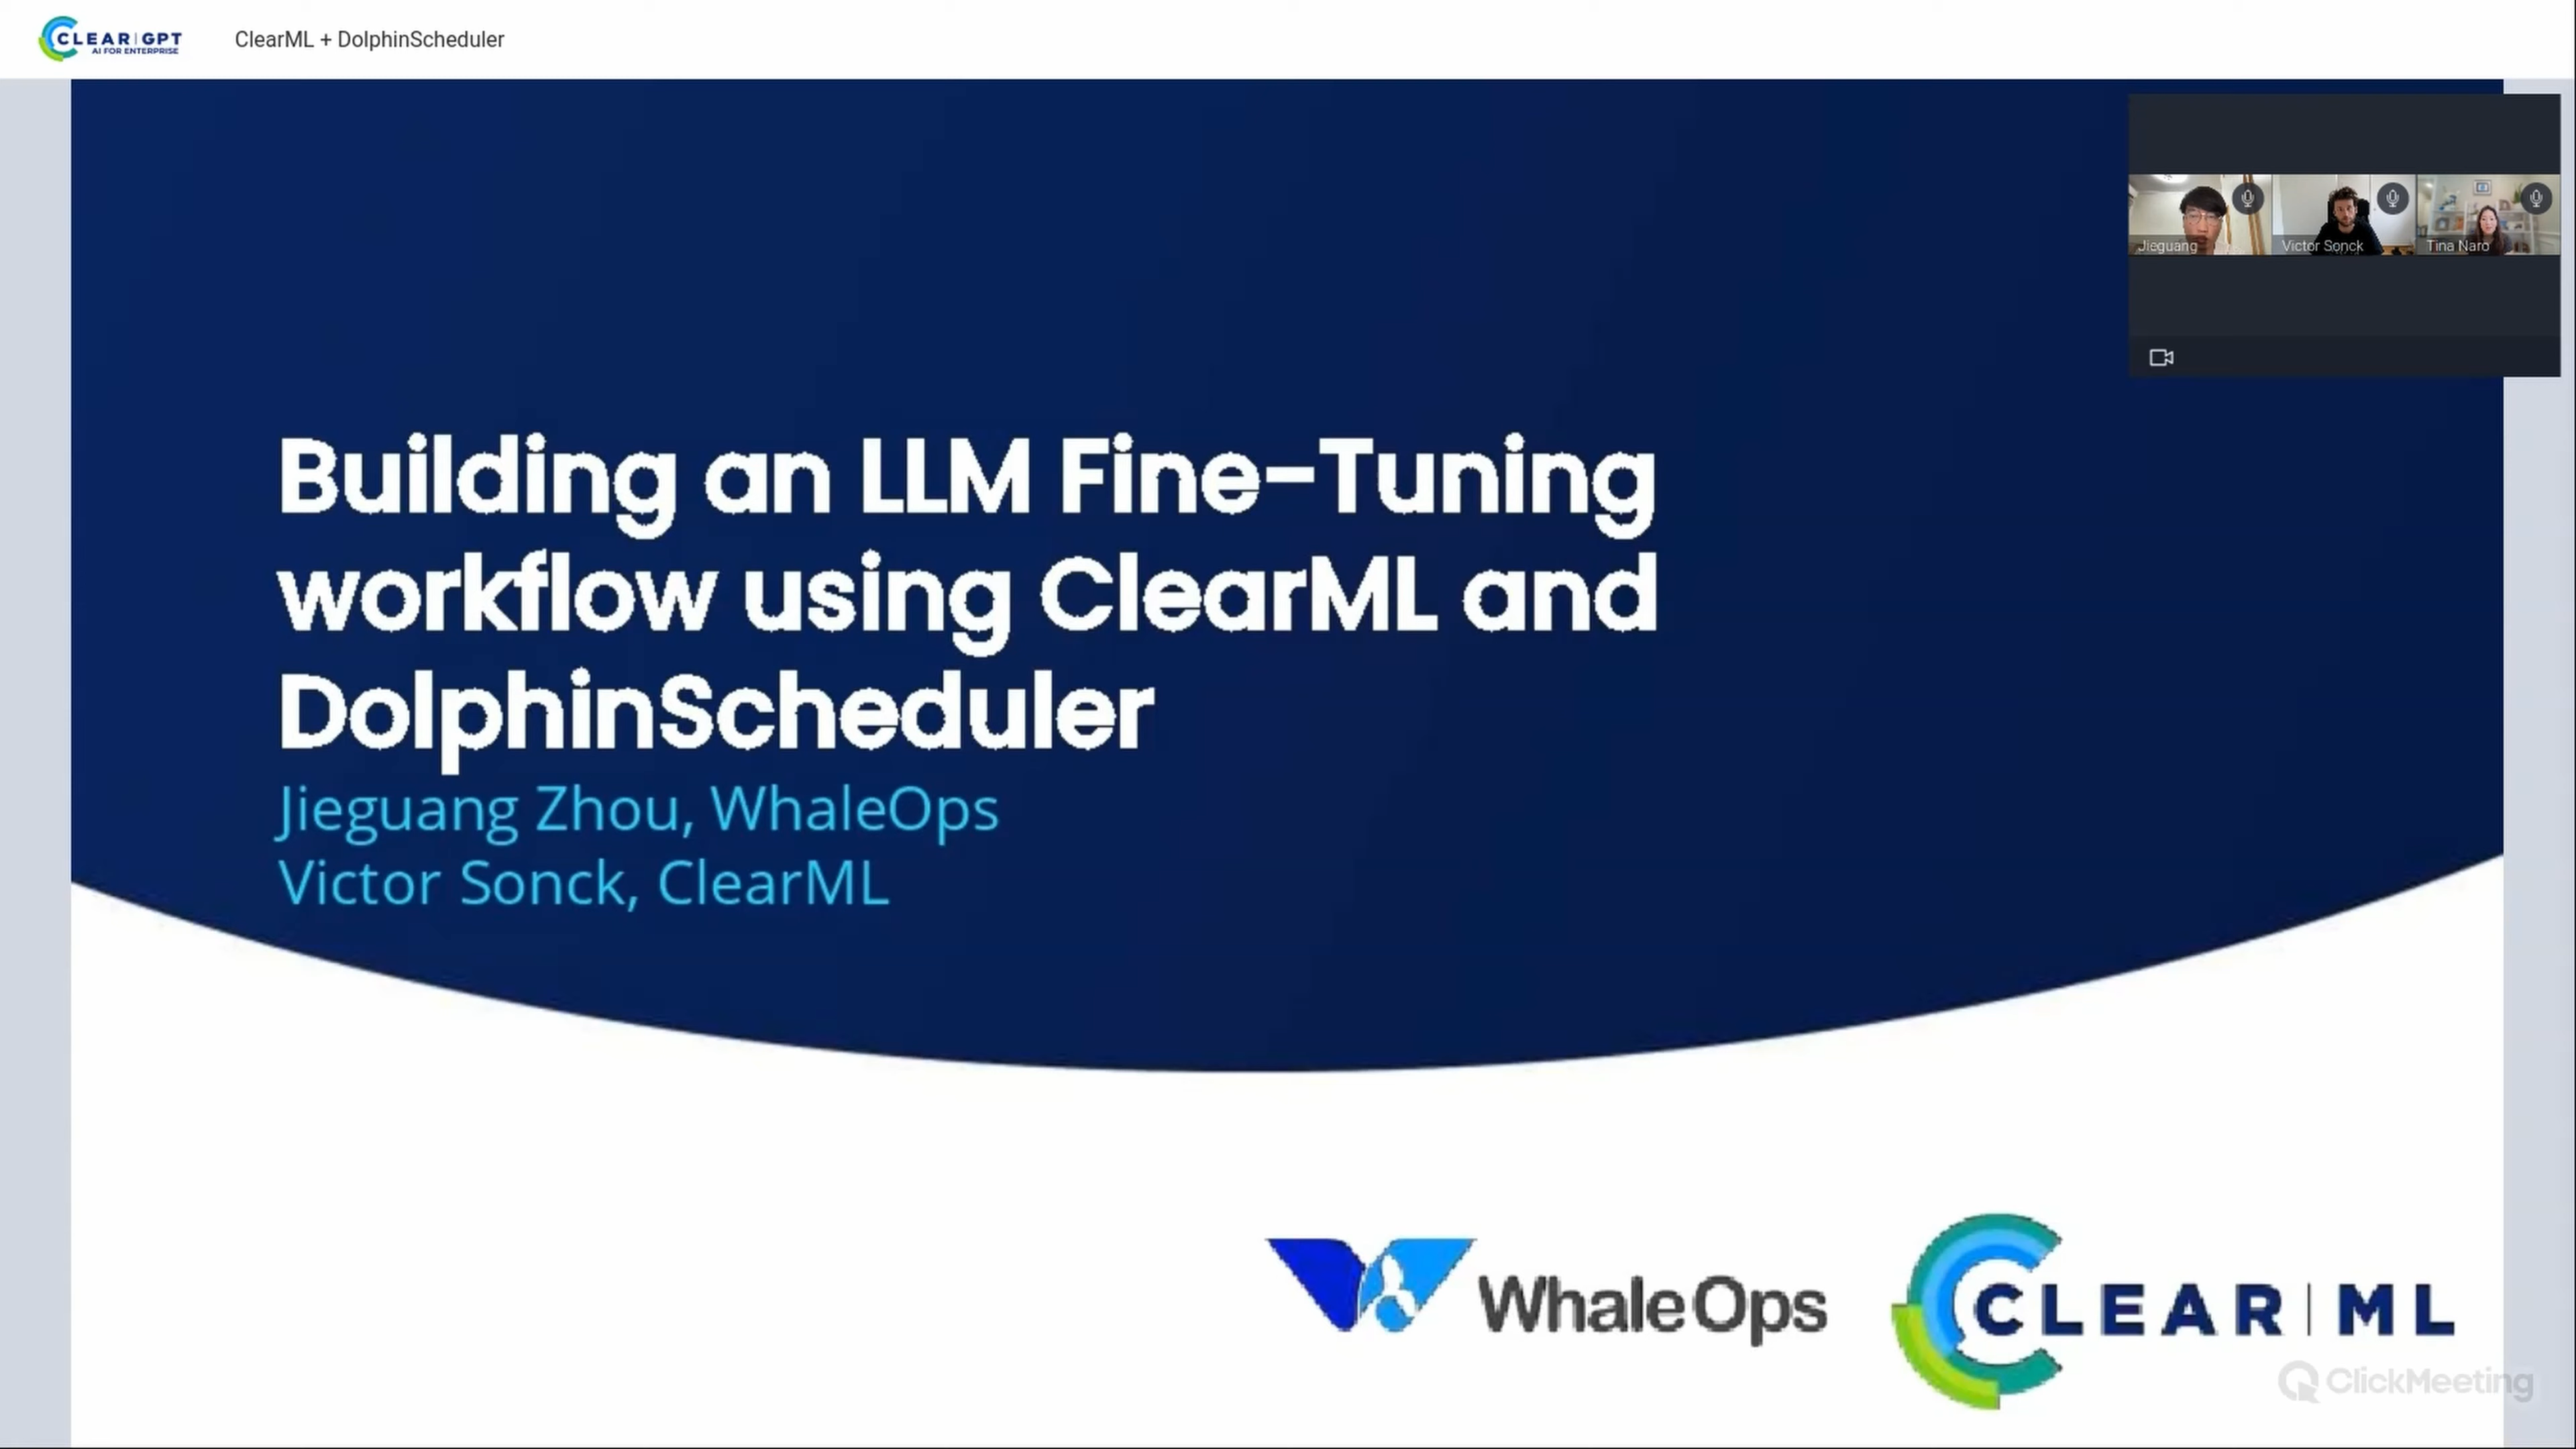 CLEAR|GPT
AI FOR ENTERPRISE
ClearML + DolphinScheduler
Jieguang
Victor Sonck
Tina Naro
Building an LLM Fine-Tuning
workflow using ClearML and
DolphinScheduler
Jieguang Zhou, WhaleOps
Victor Sonck, ClearML
WhaleOps
CLEAR|ML
ClickMeeting